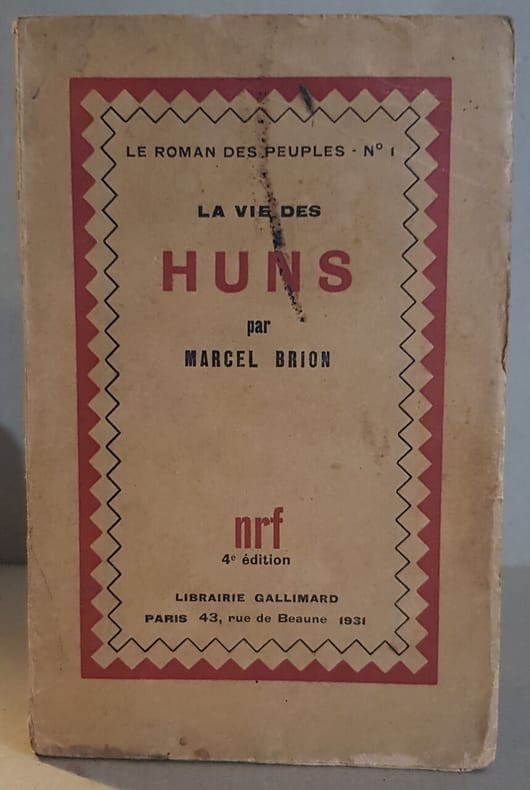 LE ROMAN DES PEUPLES - N° 1
LA VIE DES
HUNS
par
MARCEL BRION
nrf
4e édition
LIBRAIRIE GALLIMARD
PARIS 43, rue de Beaune 1931